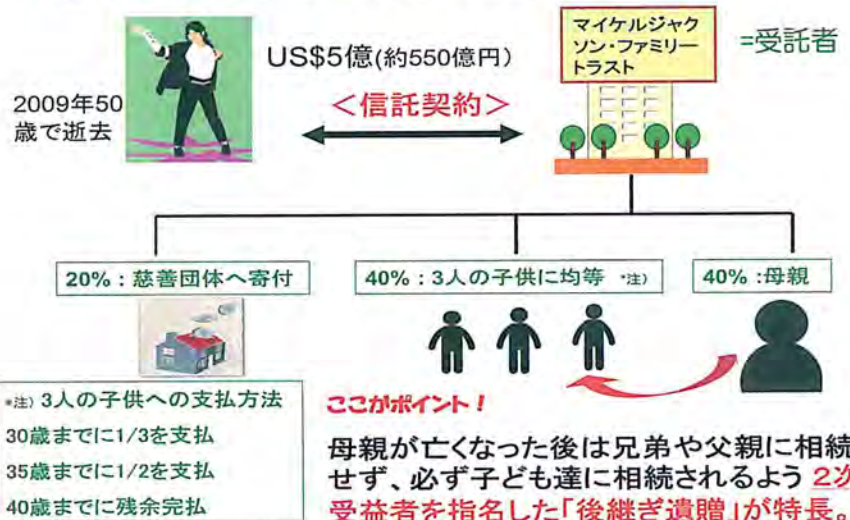 2009年50
歳で逝去
US$5億(約550億円)
＜信託契約＞
マイケルジャク
ソン・ファミリー
トラスト
=受託者
20%：慈善団体へ寄付
40%：3人の子供に均等 *注)
40%:母親
*注) 3人の子供への支払方法
30歳までに1/3を支払
35歳までに1/2を支払
40歳までに残余完払
ここがポイント！
母親が亡くなった後は兄弟や父親に相続
せず、必ず子ども達に相続されるよう 2次
受益者を指名した「後継ぎ遺贈」が特長。